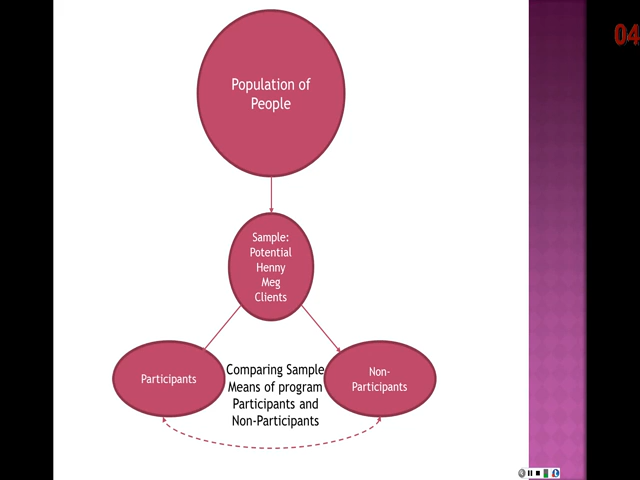 04
Population of
People
Sample:
Potential
Henny
Meg
Clients
Participants
Comparing Sample
Means of program
Participants and
Non-Participants
Non-
Participants